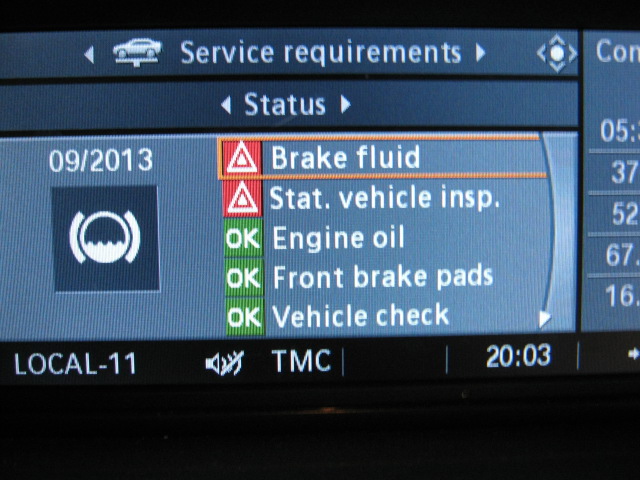 Service requirements
Status
09/2013
Brake fluid
Stat. vehicle insp.
OK Engine oil
OK Front brake pads
OK Vehicle check
Con
05:
37
52
67.
16.
LOCAL-11 TMC 20:03